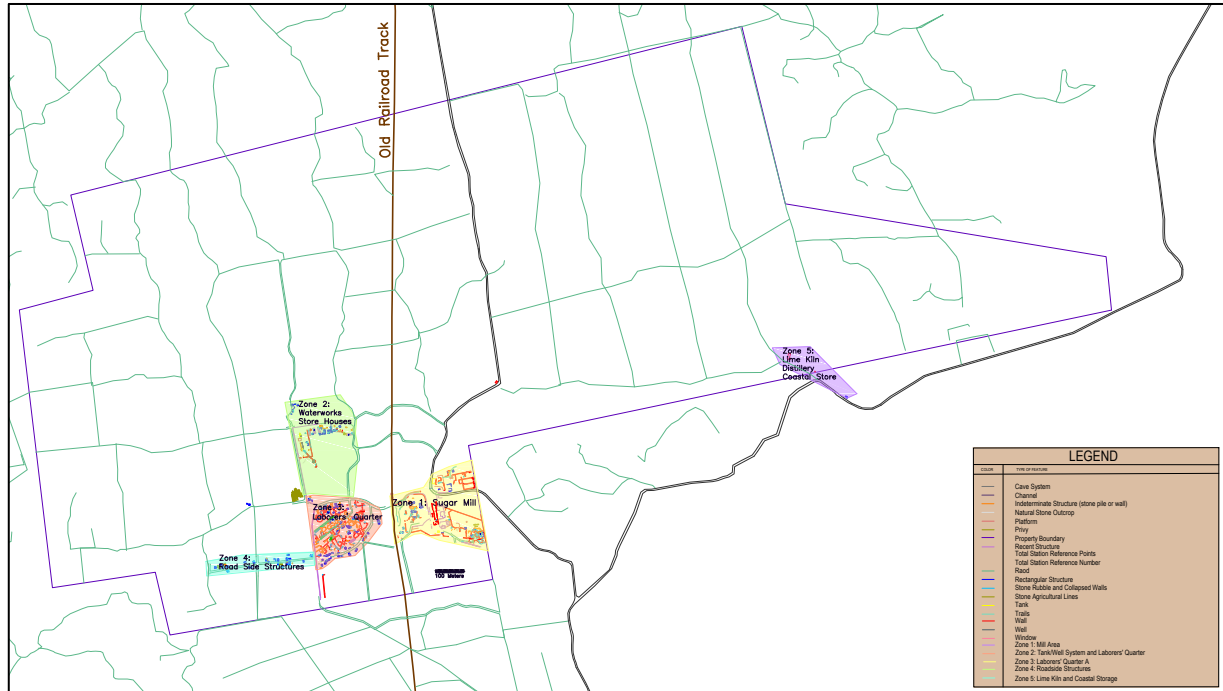 Old Railroad Track
Zone 5:
Lime Kiln
Distillery
Coastal Store
Zone 2:
Waterworks
Store Houses
Zone 1: Sugar Mill
Zone 3:
Laborers' Quarter
Zone 4:
Road Side Structures
100 Meters
LEGEND
COLOR TYPE OF FEATURE
Cave System
Channel
Indeterminate Structure (stone pile or wall)
Natural Stone Outcrop
Platform
Privy
Property Boundary
Recent Structure
Total Station Reference Points
Total Station Reference Number
Raod
Rectangular Structure
Stone Rubble and Collapsed Walls
Stone Agricultural Lines
Tank
Trails
Wall
Well
Window
Zone 1: Mill Area
Zone 2: Tank/Well System and Laborers' Quarter
Zone 3: Laborers' Quarter A
Zone 4: Roadside Structures
Zone 5: Lime Kiln and Coastal Storage